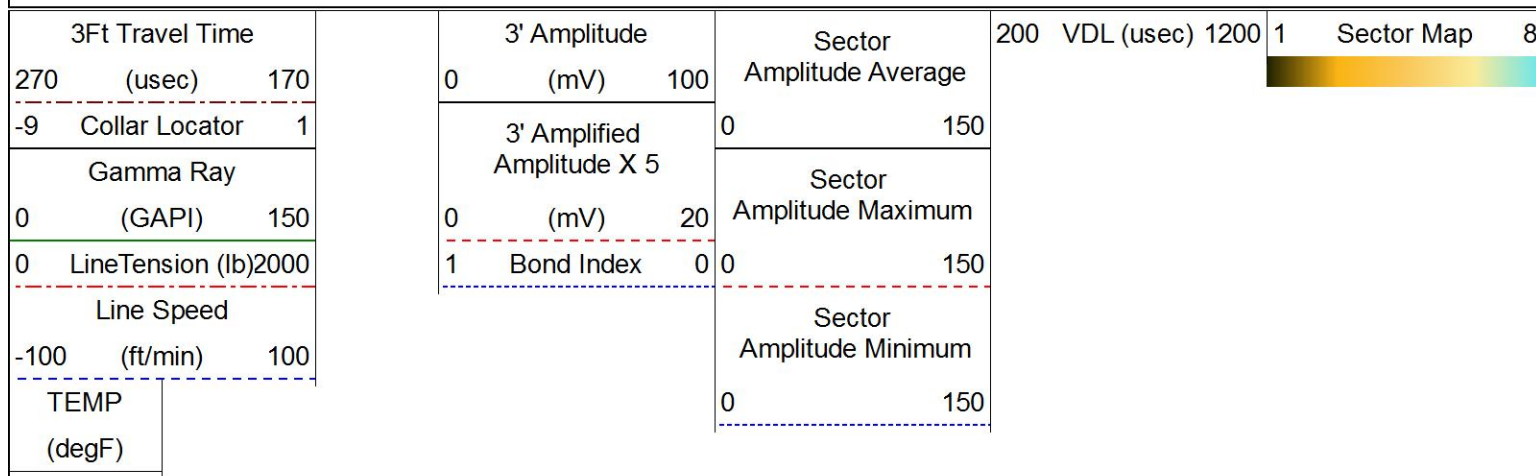 3Ft Travel Time
270 (usec) 170
-9 Collar Locator 1
Gamma Ray
0 (GAPI) 150
0 LineTension (lb)2000
Line Speed
-100 (ft/min) 100
TEMP
(degF)
3' Amplitude
0 (mV) 100
3' Amplified
Amplitude X 5
0 (mV) 20
1 Bond Index 0
Sector
Amplitude Average
0 150
Sector
Amplitude Maximum
0 150
Sector
Amplitude Minimum
0 150
200 VDL (usec) 1200
1 Sector Map 8